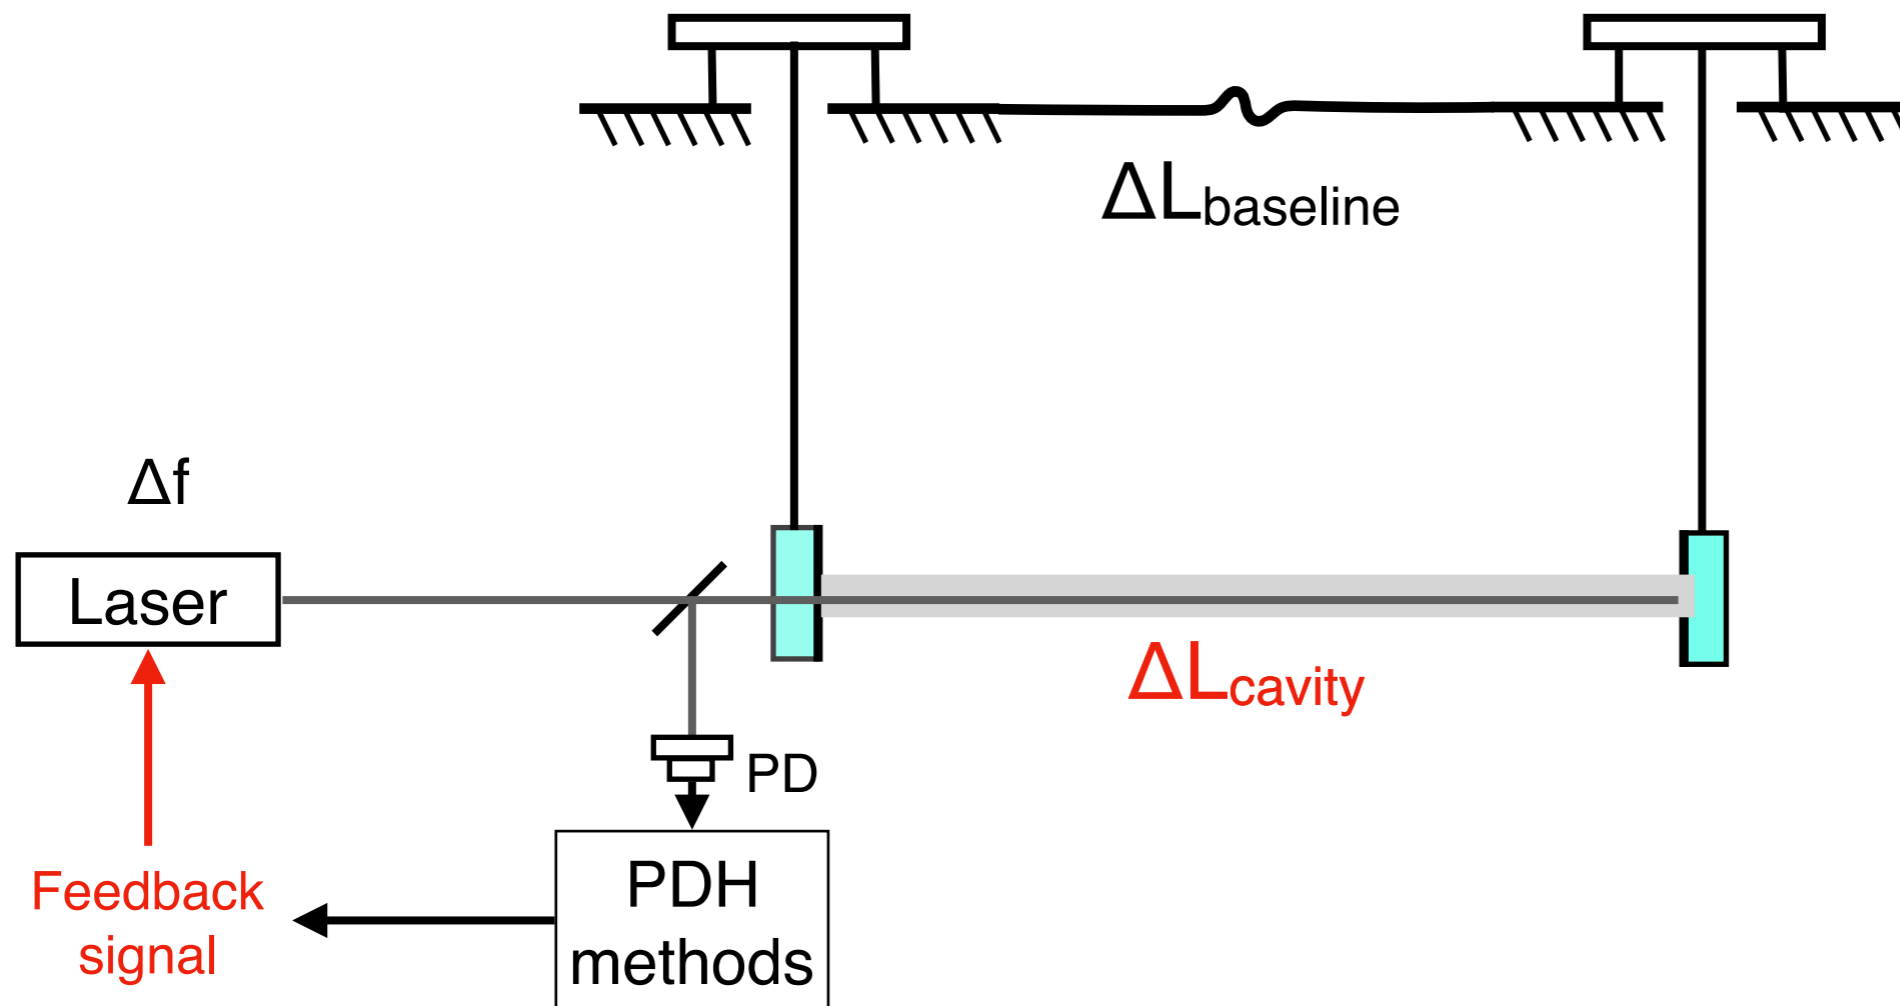 ΔLbaseline
Δf
Laser
ΔLcavity
PD
PDH
methods
Feedback
signal